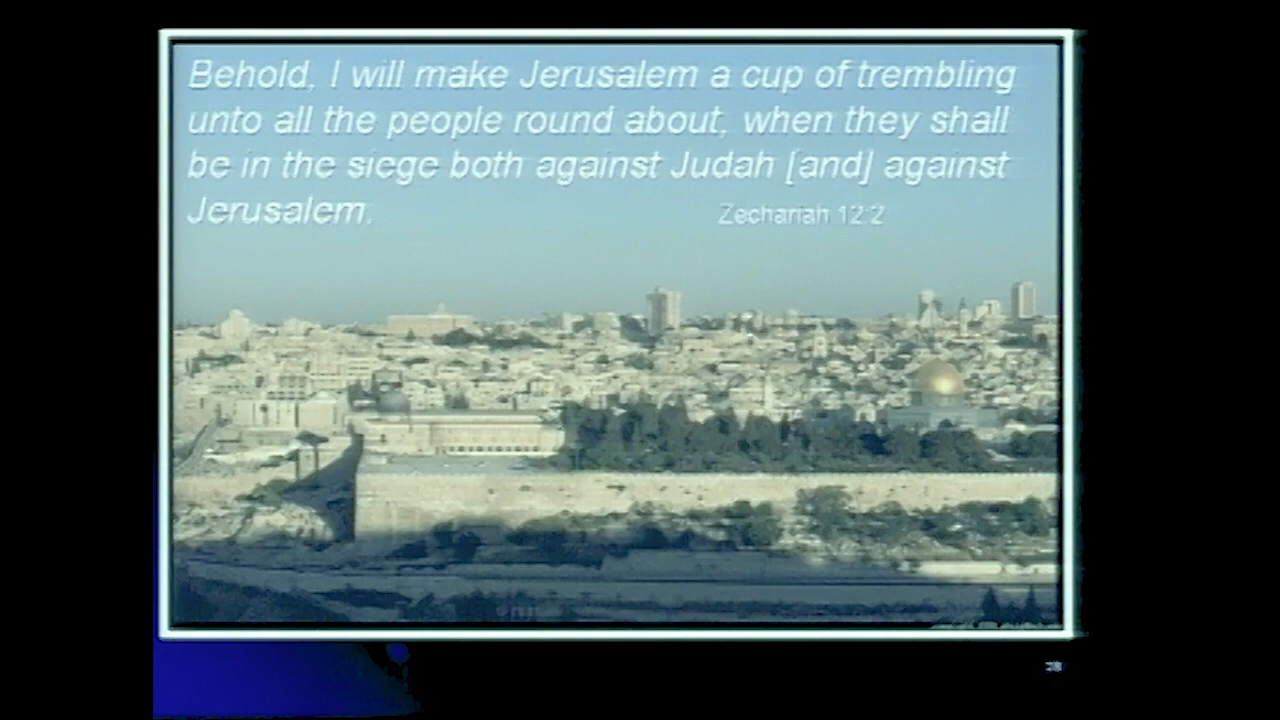 Behold, I will make Jerusalem a cup of trembling
unto all the people round about, when they shall
be in the siege both against Judah [and] against
Jerusalem.
Zechariah 12:2